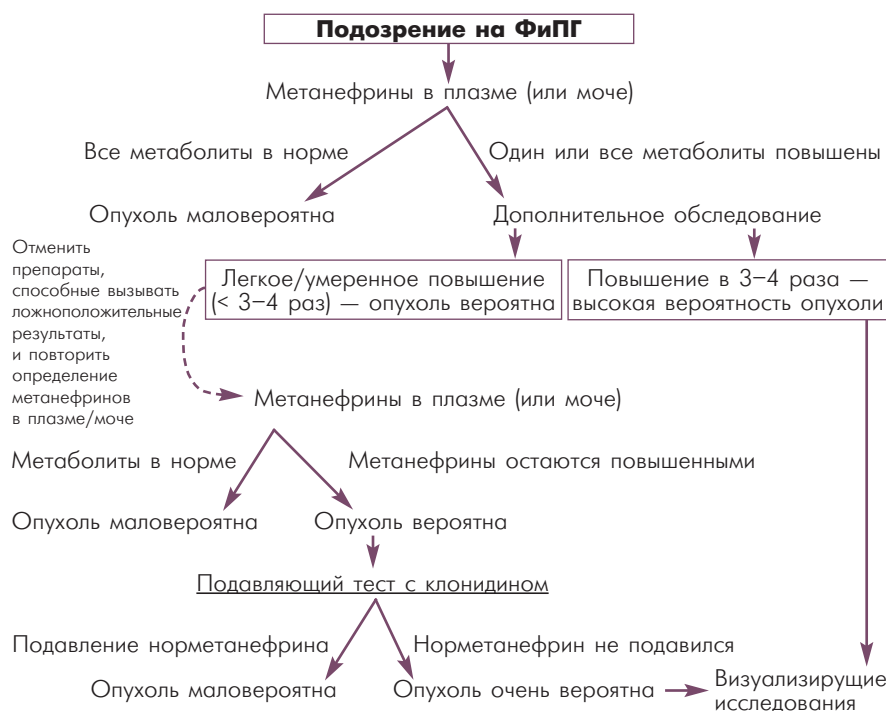 Подозрение на ФиПГ
Метанефрины в плазме (или моче)
Все метаболиты в норме
Один или все метаболиты повышены
Опухоль маловероятна
Дополнительное обследование
Отменить
препараты,
способные вызывать
ложноположительные
результаты,
и повторить
определение
метанефринов
в плазме/моче
Легкое/умеренное повышение
(< 3–4 раз) — опухоль вероятна
Повышение в 3–4 раза —
высокая вероятность опухоли
Метанефрины в плазме (или моче)
Метаболиты в норме
Метанефрины остаются повышенными
Опухоль маловероятна
Опухоль вероятна
Подавляющий тест с клонидином
Подавление норметанефрина
Норметанефрин не подавился
Опухоль маловероятна
Опухоль очень вероятна
Визуализирущие
исследования